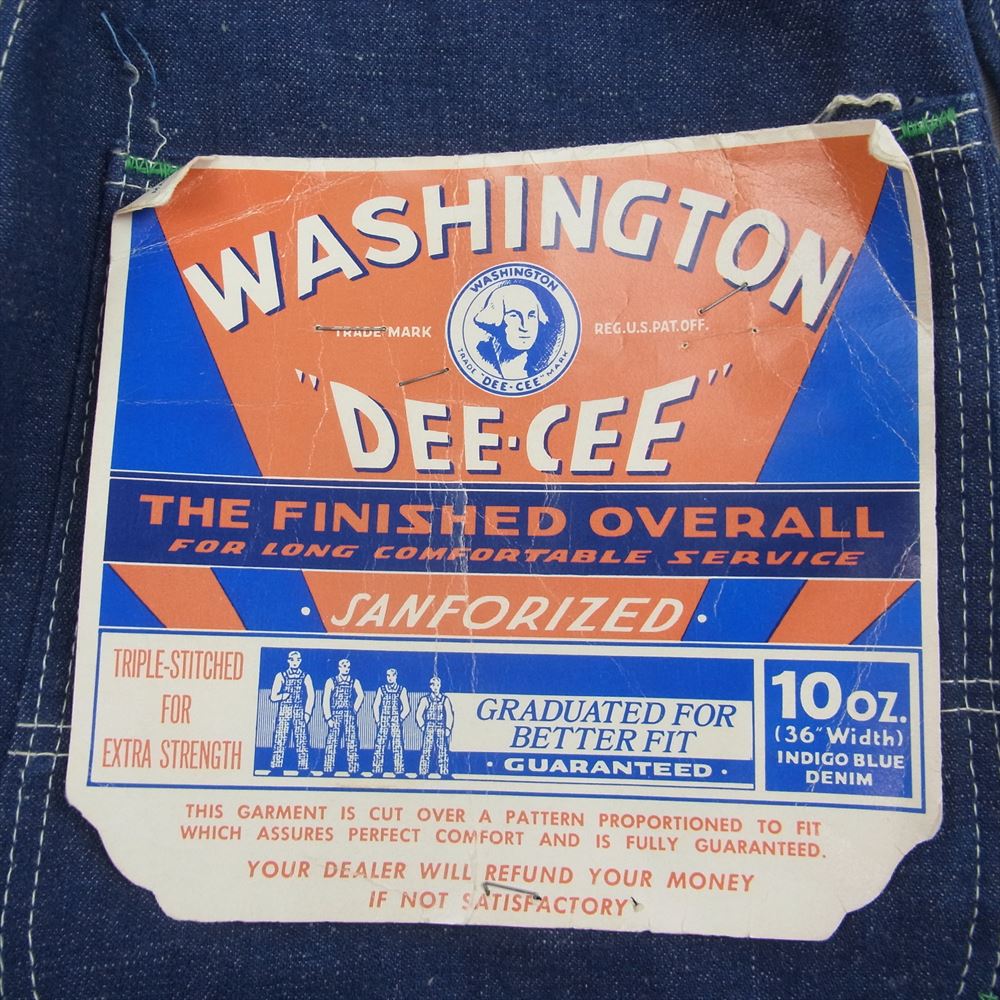 WASHINGTON
WASHINGTON
TRADE MARK
REG.U.S.PAT.OFF.
TRADE "DEE-CEE" MARK
"DEE-CEE"
THE FINISHED OVERALL
FOR LONG COMFORTABLE SERVICE
• SANFORIZED •
TRIPLE-STITCHED
FOR
EXTRA STRENGTH
GRADUATED FOR
BETTER FIT
• GUARANTEED •
10 OZ.
(36" Width)
INDIGO BLUE
DENIM
THIS GARMENT IS CUT OVER A PATTERN PROPORTIONED TO FIT
WHICH ASSURES PERFECT COMFORT AND IS FULLY GUARANTEED.
YOUR DEALER WILL REFUND YOUR MONEY
IF NOT SATISFACTORY